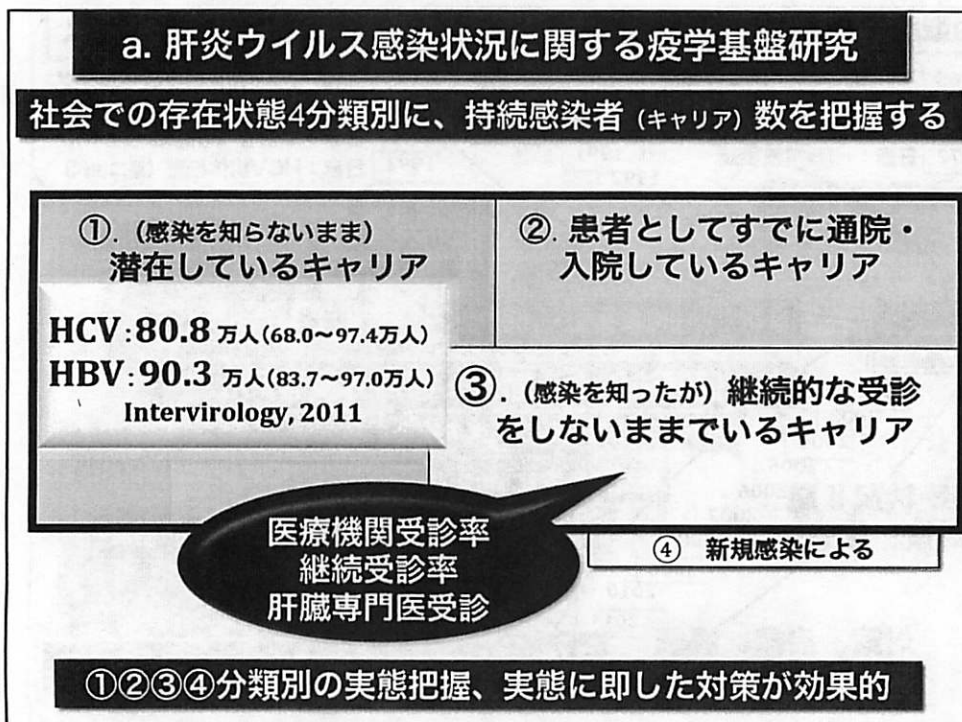 a. 肝炎ウイルス感染状況に関する疫学基盤研究
社会での存在状態4分類別に、持続感染者（キャリア）数を把握する
①.（感染を知らないまま）
潜在しているキャリア
HCV:80.8 万人(68.0～97.4万人)
HBV:90.3 万人(83.7～97.0万人)
Intervirology, 2011
②. 患者としてすでに通院・
入院しているキャリア
③.（感染を知ったが）継続的な受診
をしないままでいるキャリア
医療機関受診率
継続受診率
肝臓専門医受診
④ 新規感染による
①②③④分類別の実態把握、実態に即した対策が効果的